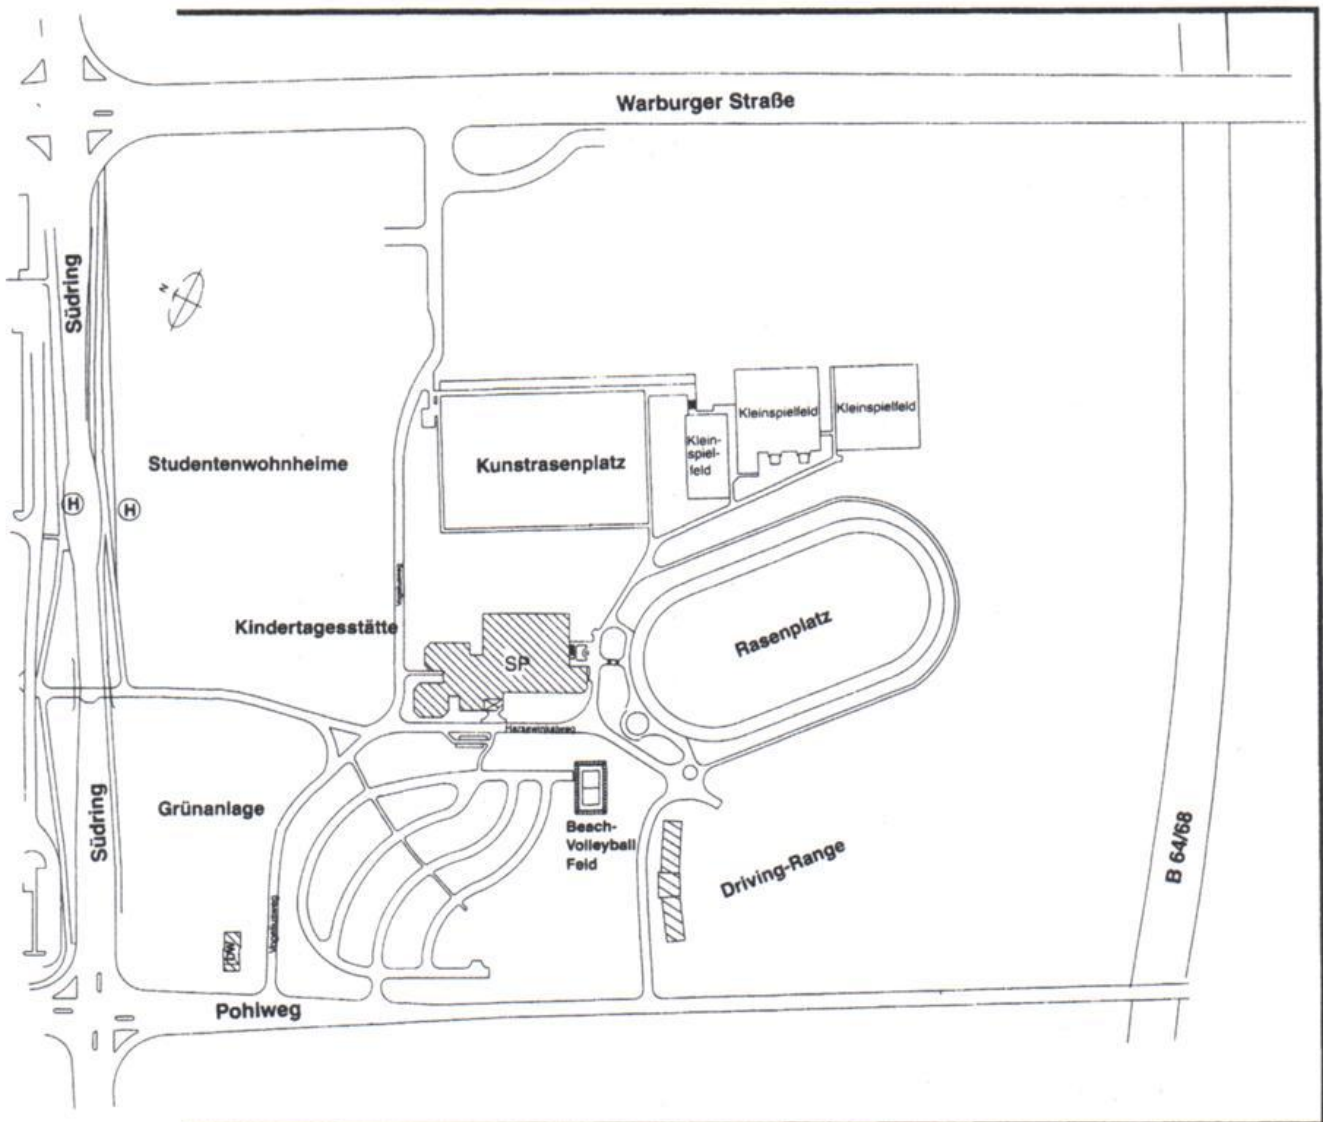 Warburger Straße
Südring
N
Kleinspielfeld
Kleinspielfeld
Klein-
spiel-
feld
Studentenwohnheime
Kunstrasenplatz
H
H
Kindertagesstätte
Rasenplatz
SP
Südring
Grünanlage
Beach-
Volleyball
Feld
Driving-Range
B 64/68
Pohlweg